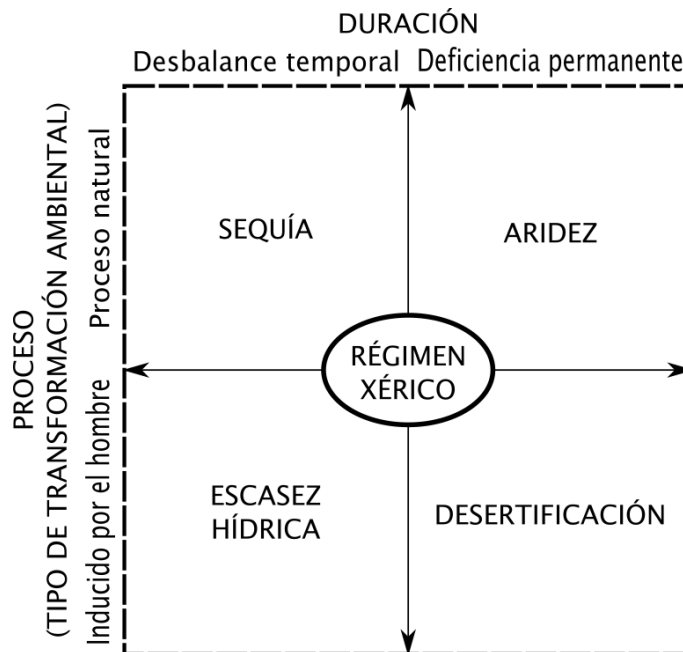 DURACIÓN
Desbalance temporal Deficiencia permanente
PROCESO
(TIPO DE TRANSFORMACIÓN AMBIENTAL)
Proceso natural
Inducido por el hombre
SEQUÍA
ARIDEZ
RÉGIMEN
XÉRICO
ESCASEZ
HÍDRICA
DESERTIFICACIÓN